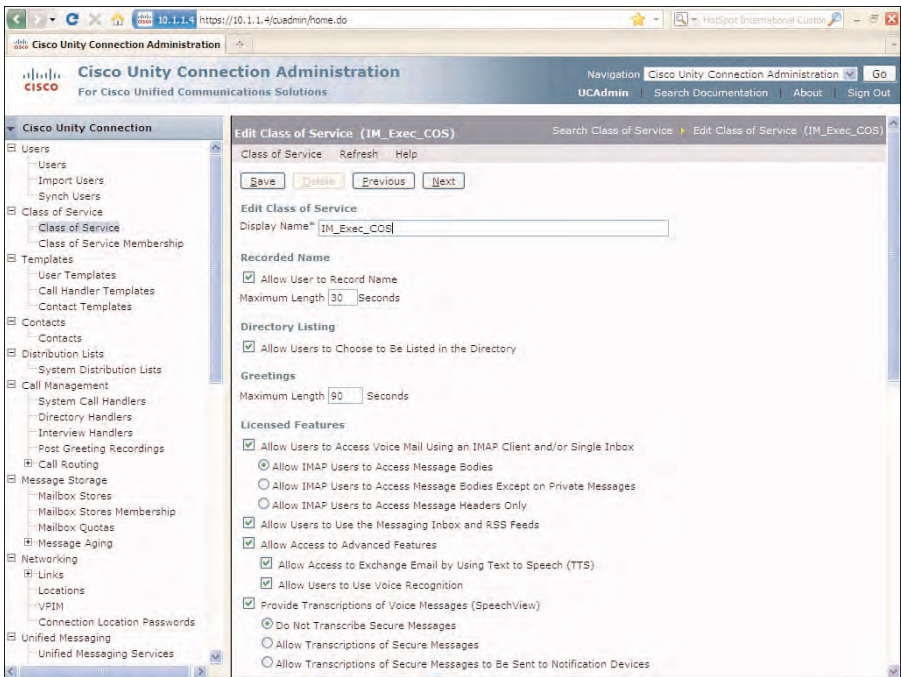 10.1.1.4 https://10.1.1.4/cuadmin/home.do
HotSpot International Custom
Cisco Unity Connection Administration
CISCO
Cisco Unity Connection Administration
For Cisco Unified Communications Solutions
Navigation Cisco Unity Connection Administration Go
UCAdmin | Search Documentation | About | Sign Out
Cisco Unity Connection
Users
Users
Import Users
Synch Users
Class of Service
Class of Service
Class of Service Membership
Templates
User Templates
Call Handler Templates
Contact Templates
Contacts
Contacts
Distribution Lists
System Distribution Lists
Call Management
System Call Handlers
Directory Handlers
Interview Handlers
Post Greeting Recordings
Call Routing
Message Storage
Mailbox Stores
Mailbox Stores Membership
Mailbox Quotas
Message Aging
Networking
Links
Locations
VPIM
Connection Location Passwords
Unified Messaging
Unified Messaging Services
Edit Class of Service (IM_Exec_COS)
Search Class of Service Edit Class of Service (IM_Exec_COS)
Class of Service Refresh Help
Save Delete Previous Next
Edit Class of Service
Display Name* IM_Exec_COS
Recorded Name
Allow User to Record Name
Maximum Length 30 Seconds
Directory Listing
Allow Users to Choose to Be Listed in the Directory
Greetings
Maximum Length 90 Seconds
Licensed Features
Allow Users to Access Voice Mail Using an IMAP Client and/or Single Inbox
Allow IMAP Users to Access Message Bodies
Allow IMAP Users to Access Message Bodies Except on Private Messages
Allow IMAP Users to Access Message Headers Only
Allow Users to Use the Messaging Inbox and RSS Feeds
Allow Access to Advanced Features
Allow Access to Exchange Email by Using Text to Speech (TTS)
Allow Users to Use Voice Recognition
Provide Transcriptions of Voice Messages (SpeechView)
Do Not Transcribe Secure Messages
Allow Transcriptions of Secure Messages
Allow Transcriptions of Secure Messages to Be Sent to Notification Devices